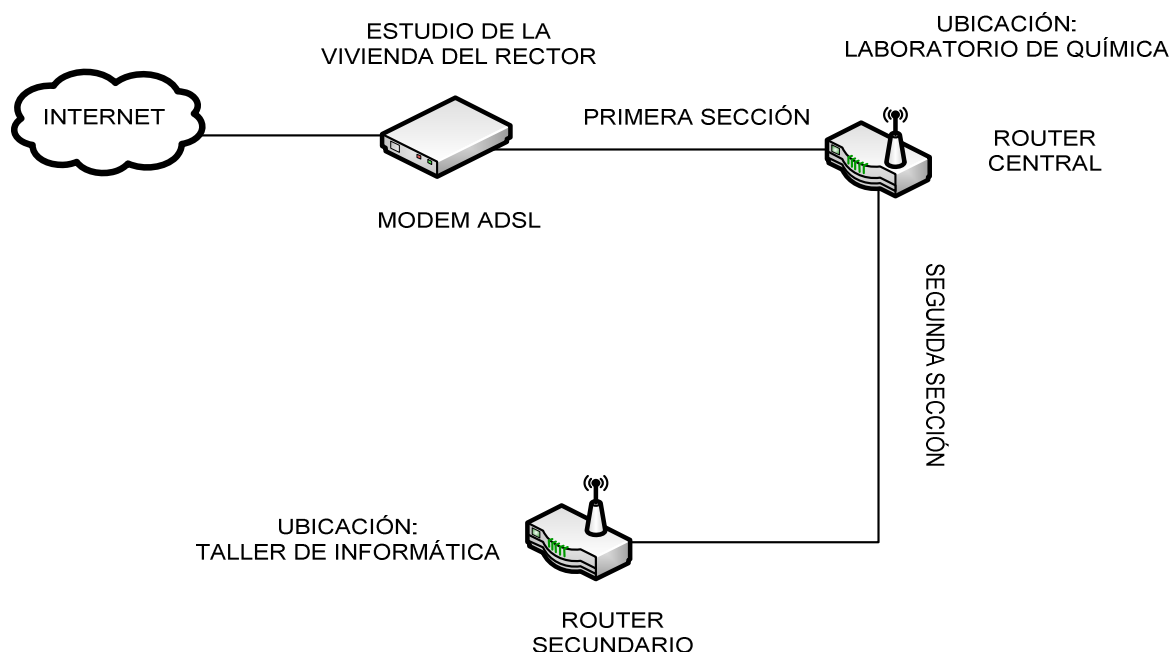 ESTUDIO DE LA
VIVIENDA DEL RECTOR
UBICACIÓN:
LABORATORIO DE QUÍMICA
INTERNET
PRIMERA SECCIÓN
ROUTER
CENTRAL
MODEM ADSL
SEGUNDA SECCIÓN
UBICACIÓN:
TALLER DE INFORMÁTICA
ROUTER
SECUNDARIO